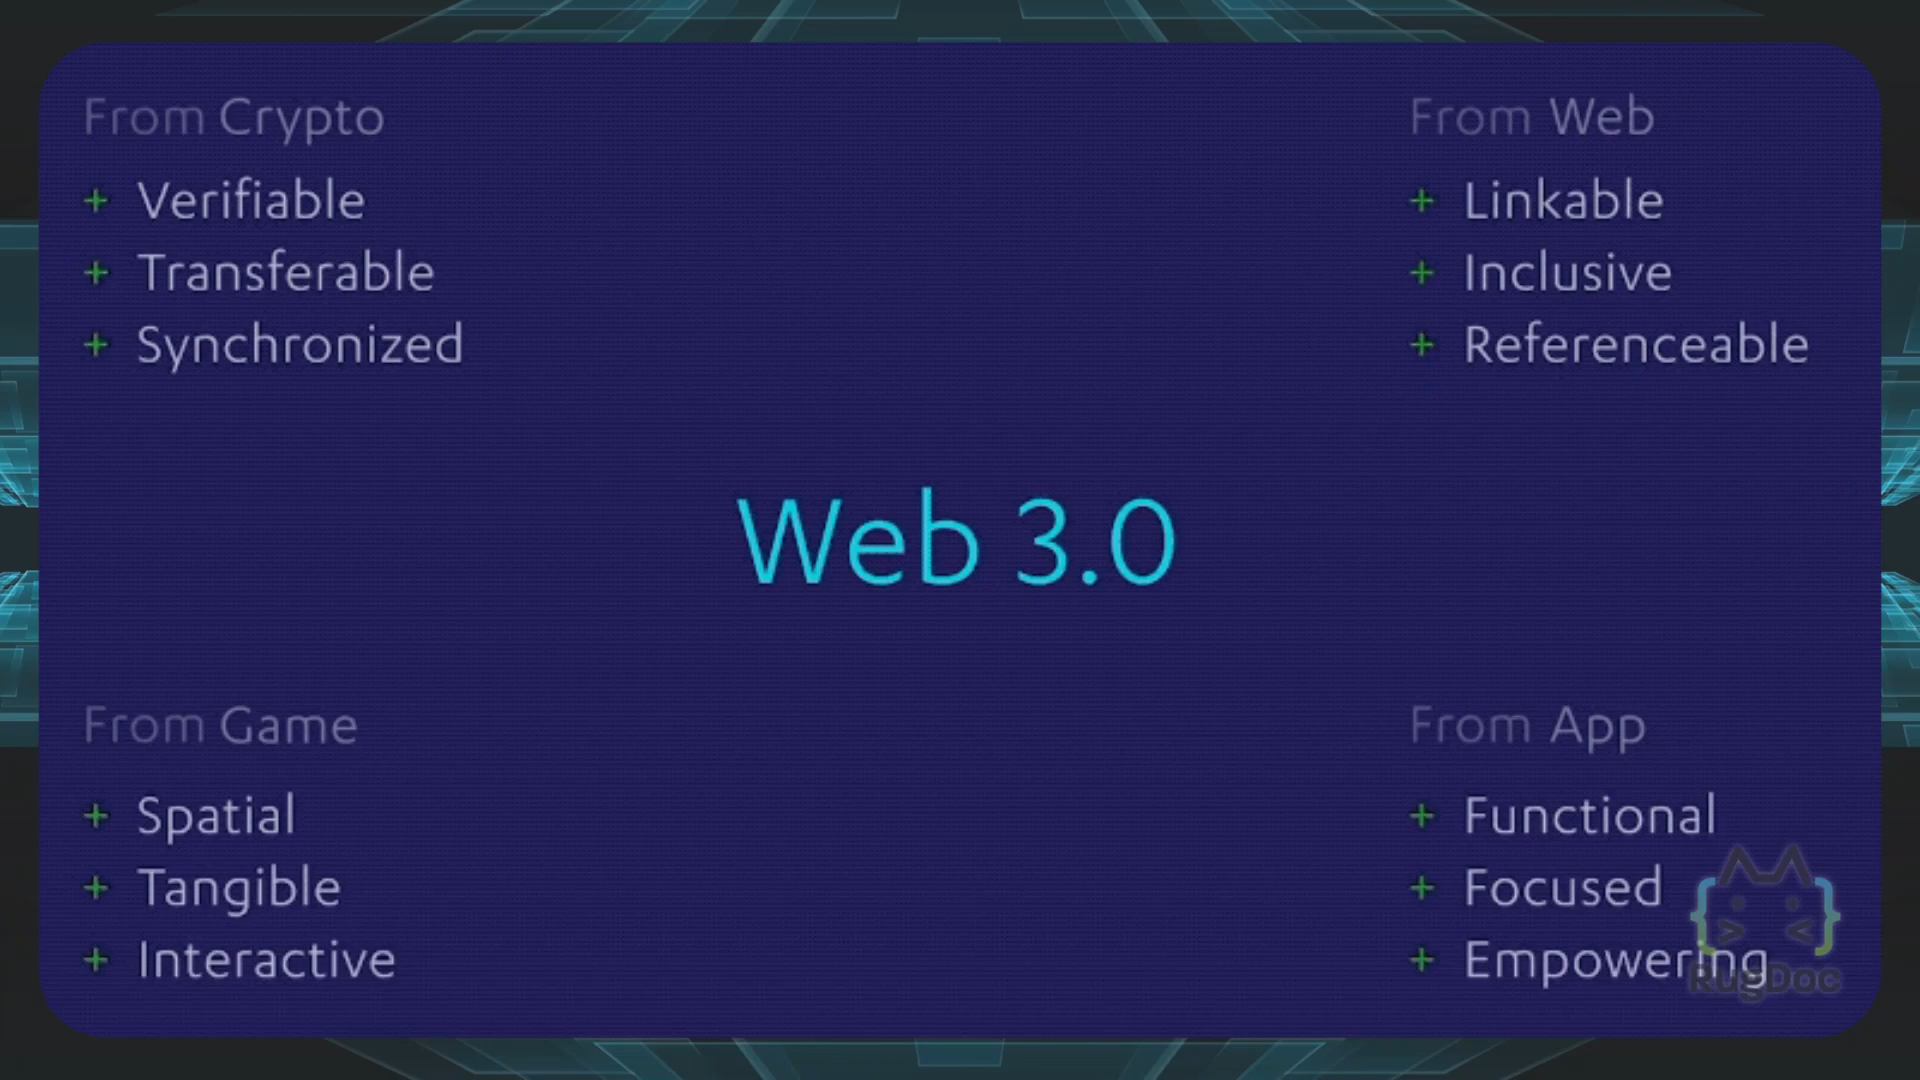 From Crypto
+ Verifiable
+ Transferable
+ Synchronized
From Web
+ Linkable
+ Inclusive
+ Referenceable
Web 3.0
From Game
+ Spatial
+ Tangible
+ Interactive
From App
+ Functional
+ Focused
+ Empowering
RugDoc